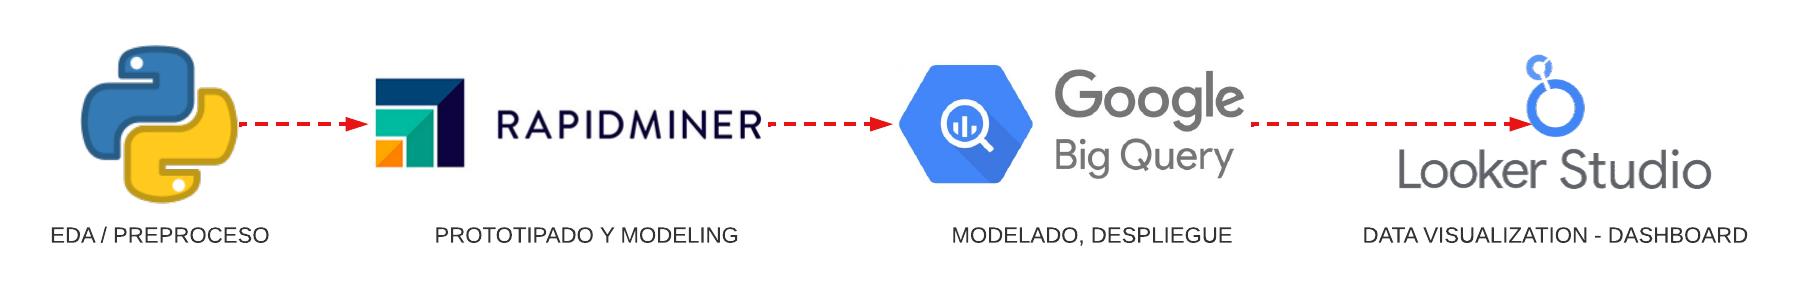 RAPIDMINER
Google
Big Query
Looker Studio
EDA / PREPROCESO
PROTOTIPADO Y MODELING
MODELADO, DESPLIEGUE
DATA VISUALIZATION - DASHBOARD